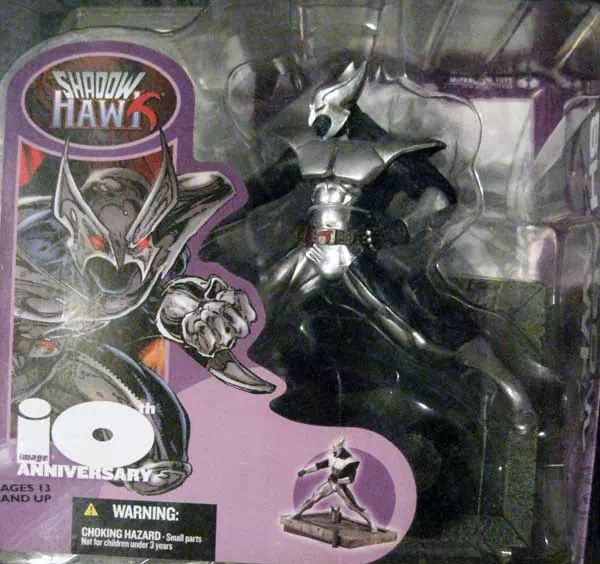 SHADOW
HAWK
10th
image
ANNIVERSARY
AGES 13
AND UP
WARNING:
CHOKING HAZARD - Small parts
Not for children under 3 years